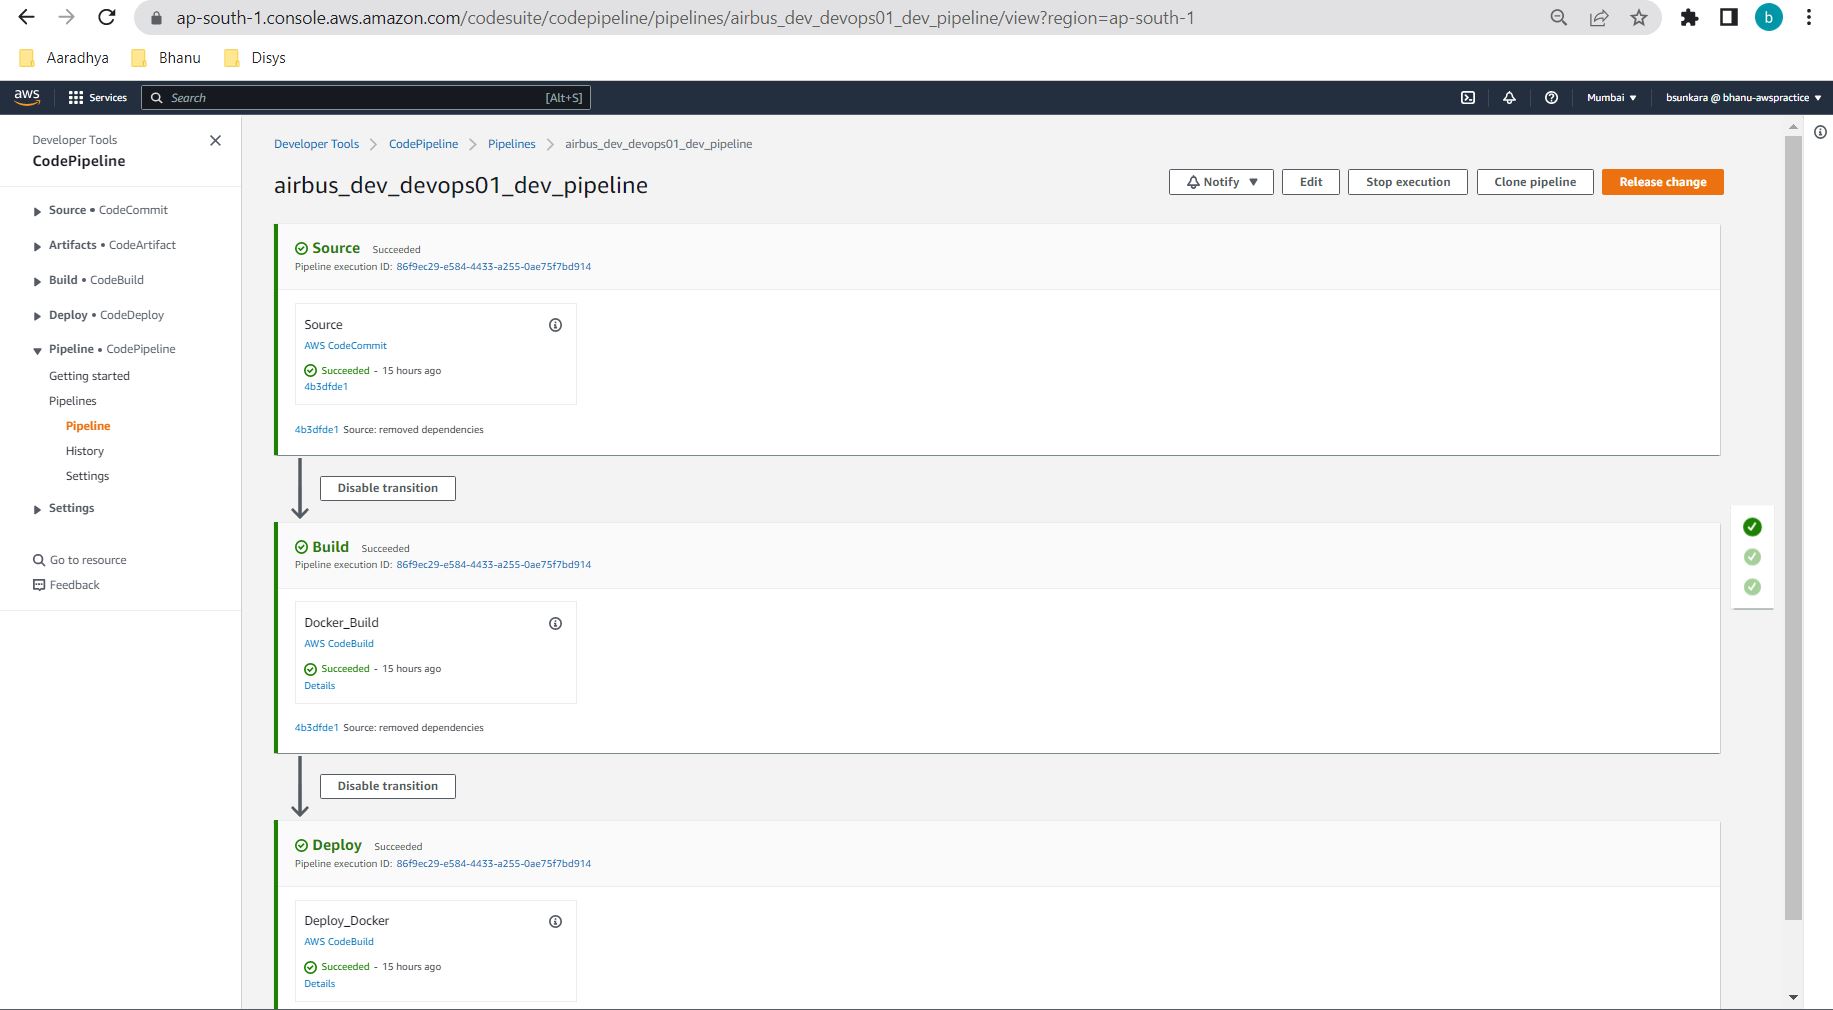 ap-south-1.console.aws.amazon.com/codesuite/codepipeline/pipelines/airbus_dev_devops01_dev_pipeline/view?region=ap-south-1
b
Aaradhya Bhanu Disys
aws Services Search [Alt+S] Mumbai bsunkara @ bhanu-awspractice
Developer Tools
CodePipeline
Source • CodeCommit
Artifacts • CodeArtifact
Build • CodeBuild
Deploy • CodeDeploy
Pipeline • CodePipeline
Getting started
Pipelines
Pipeline
History
Settings
Settings
Go to resource
Feedback
Developer Tools CodePipeline Pipelines airbus_dev_devops01_dev_pipeline
airbus_dev_devops01_dev_pipeline
Notify Edit Stop execution Clone pipeline Release change
Source Succeeded
Pipeline execution ID: 86f9ec29-e584-4433-a255-0ae75f7bd914
Source
AWS CodeCommit
Succeeded - 15 hours ago
4b3dfde1
4b3dfde1 Source: removed dependencies
Disable transition
Build Succeeded
Pipeline execution ID: 86f9ec29-e584-4433-a255-0ae75f7bd914
Docker_Build
AWS CodeBuild
Succeeded - 15 hours ago
Details
4b3dfde1 Source: removed dependencies
Disable transition
Deploy Succeeded
Pipeline execution ID: 86f9ec29-e584-4433-a255-0ae75f7bd914
Deploy_Docker
AWS CodeBuild
Succeeded - 15 hours ago
Details